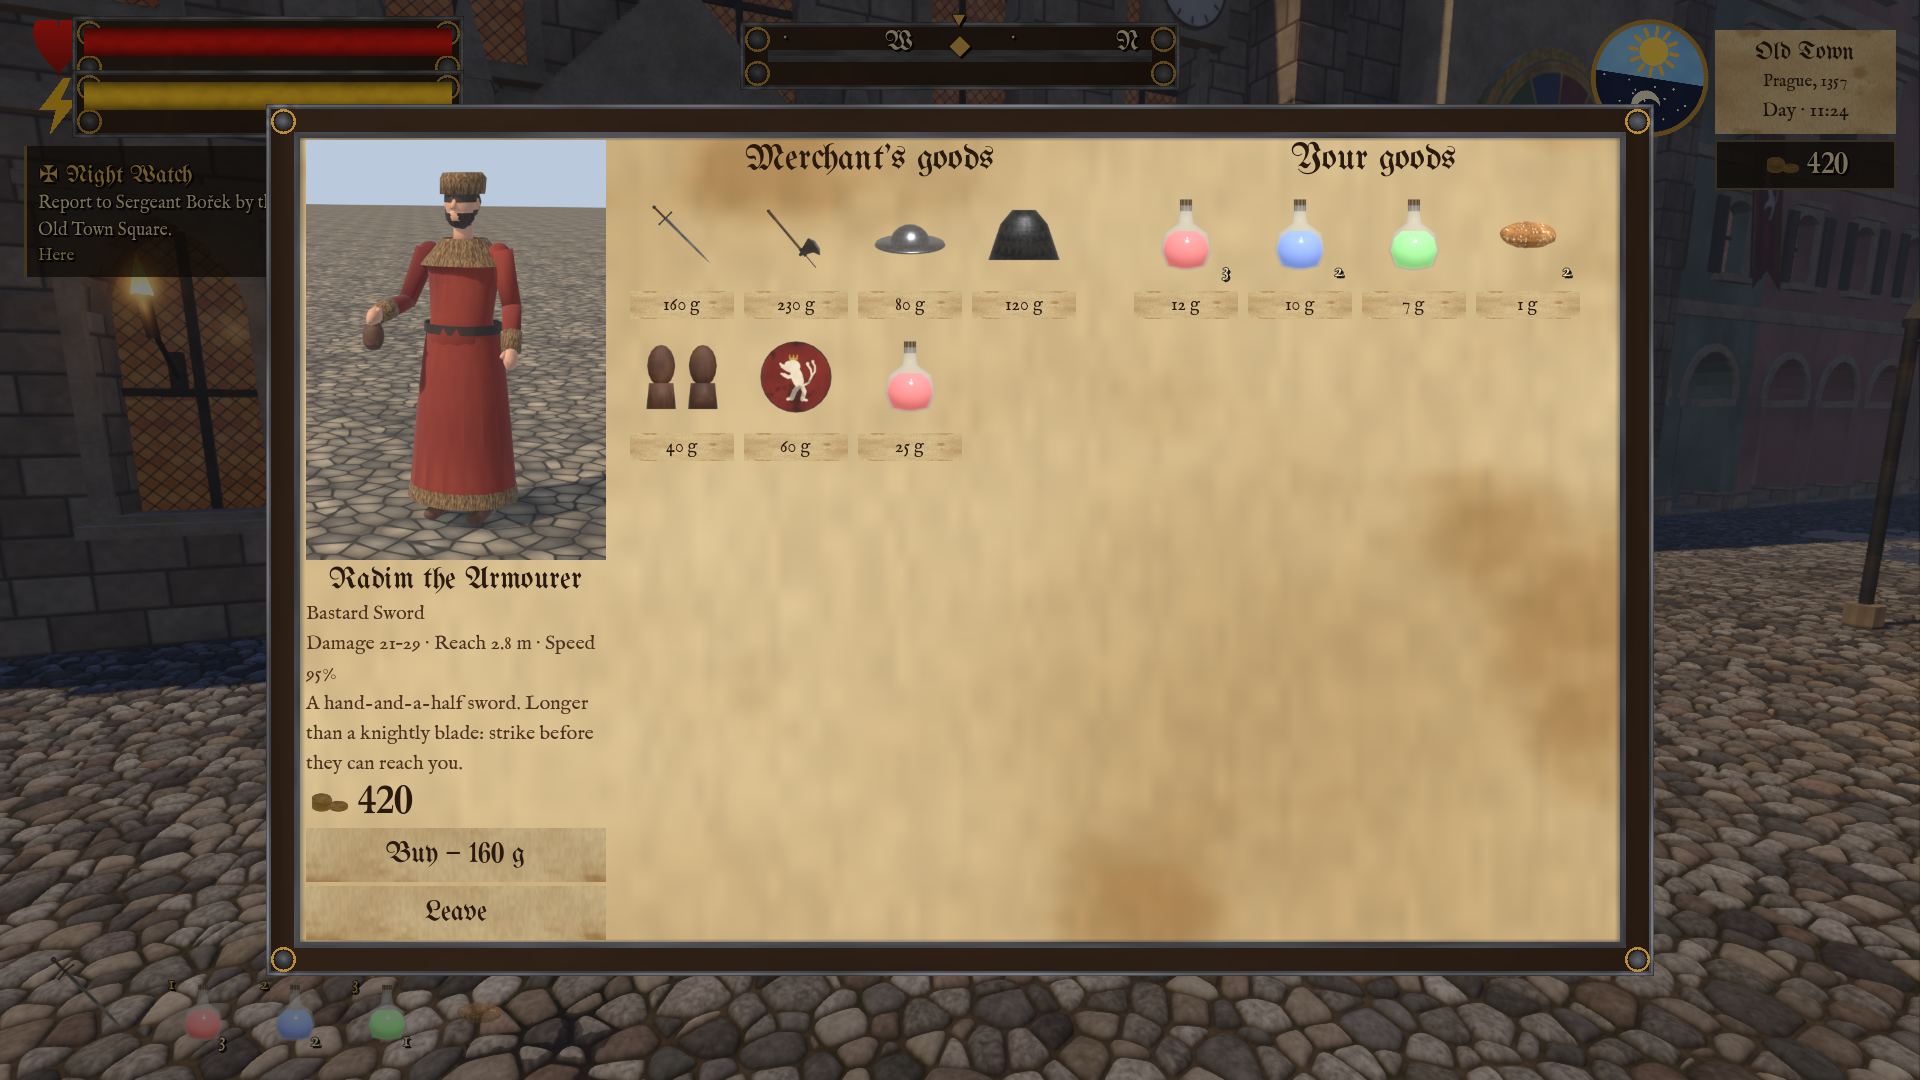 W · N
Old Town
Prague, 1357
Day · 11:24
420
✠ Night Watch
Report to Sergeant Bořek by
Old Town Square.
Here
Merchant's goods
Your goods
3
2
2
160 g
230 g
80 g
120 g
12 g
10 g
7 g
1 g
40 g
60 g
25 g
Radim the Armourer
Bastard Sword
Damage 21-29 · Reach 2.8 m · Speed
95%
A hand-and-a-half sword. Longer
than a knightly blade: strike before
they can reach you.
420
Buy – 160 g
Leave
1
2
3
3
2
1